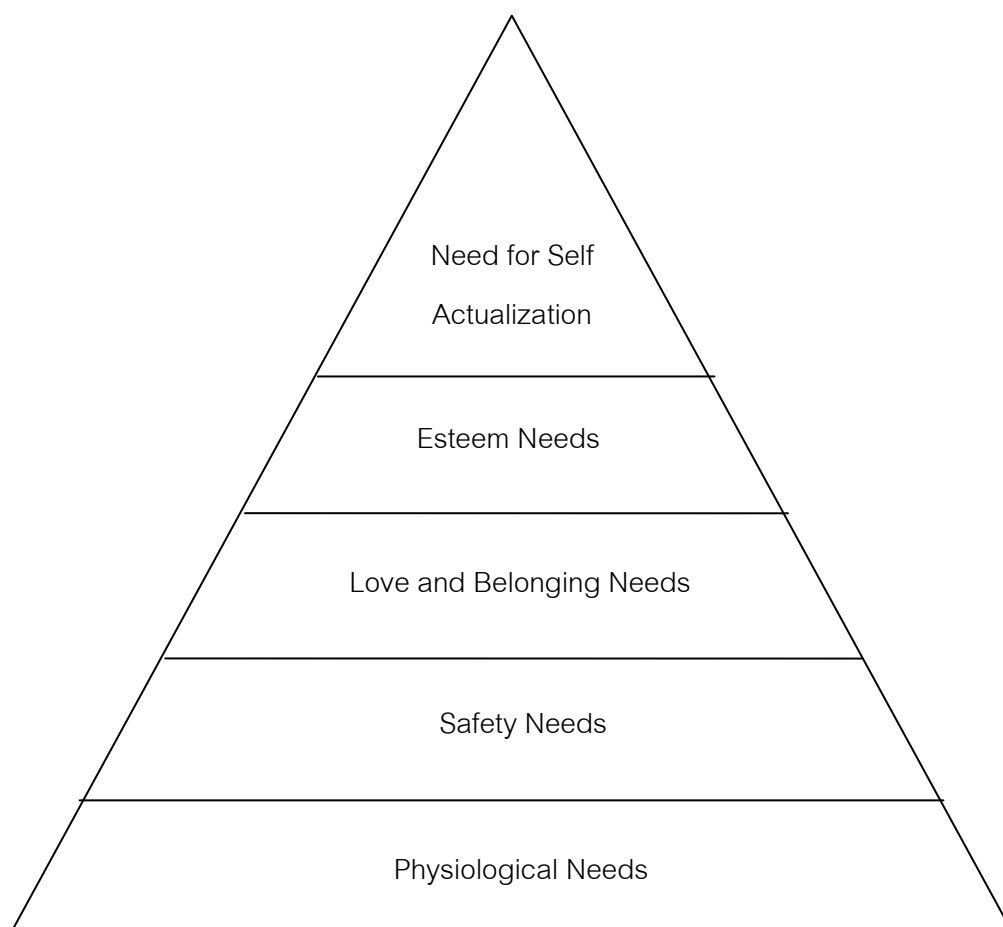 Need for Self
Actualization
Esteem Needs
Love and Belonging Needs
Safety Needs
Physiological Needs